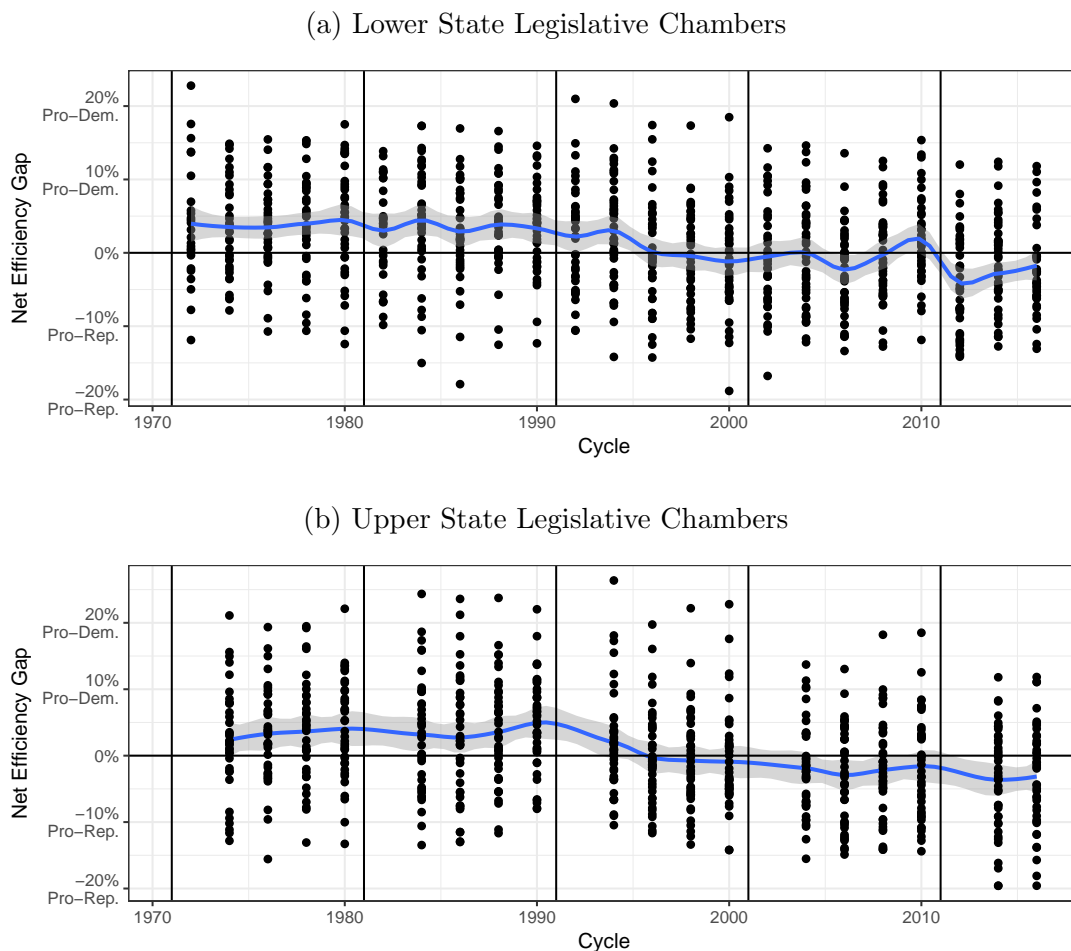 (a) Lower State Legislative Chambers
20%
Pro−Dem.
10%
Pro−Dem.
0%
−10%
Pro−Rep.
−20%
Pro−Rep.
Net Efficiency Gap
1970 1980 1990 2000 2010
Cycle
(b) Upper State Legislative Chambers
20%
Pro−Dem.
10%
Pro−Dem.
0%
−10%
Pro−Rep.
−20%
Pro−Rep.
Net Efficiency Gap
1970 1980 1990 2000 2010
Cycle